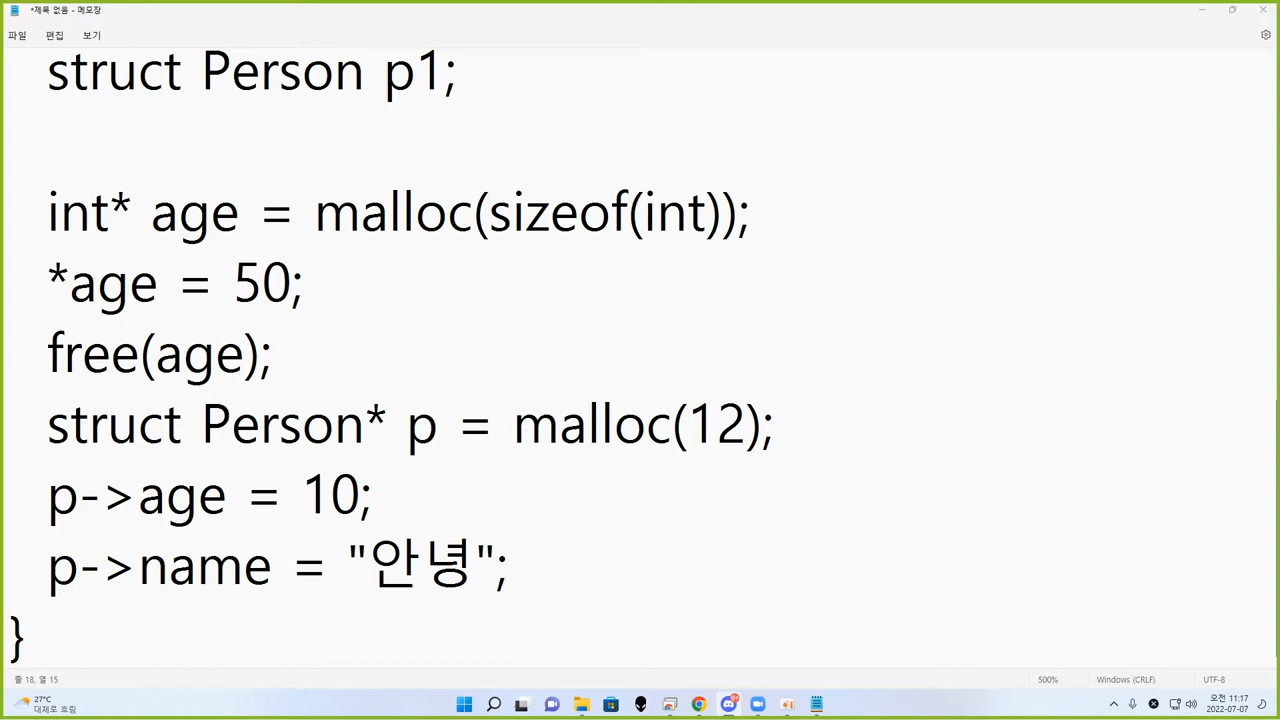 *제목 없음 - 메모장
파일 편집 보기
struct Person p1;
int* age = malloc(sizeof(int));
*age = 50;
free(age);
struct Person* p = malloc(12);
p->age = 10;
p->name = "안녕";
}
줄 18, 열 15 500% Windows (CRLF) UTF-8
27°C 오전 11:17
대체로 흐림 2022-07-07